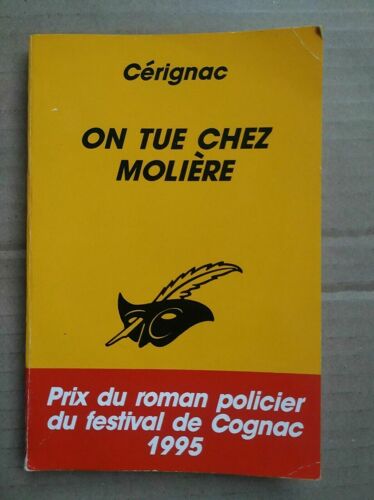 Cérignac
ON TUE CHEZ
MOLIÈRE
Prix du roman policier
du festival de Cognac
1995